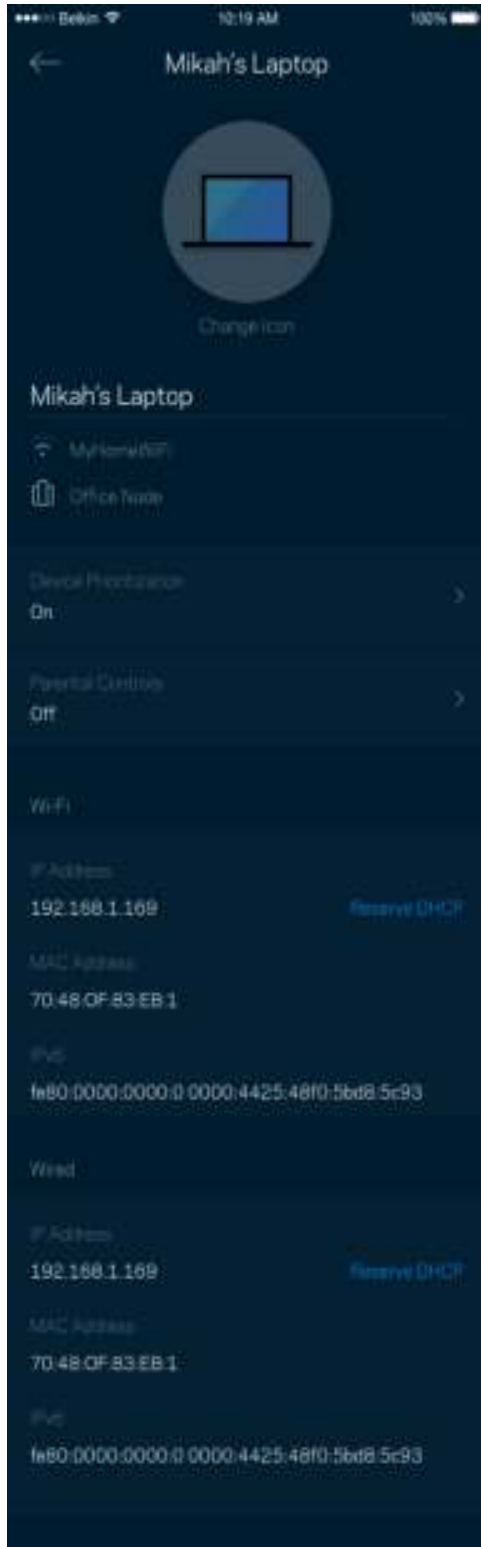 Belkin 10:19 AM 100%
Mikah's Laptop
Change Icon
Mikah's Laptop
MyHomeWiFi
Office Node
Device Prioritization
On
Parental Controls
Off
Wi-Fi
IP Address
192.168.1.169 Reserve DHCP
MAC Address
70:48:0F:83:EB:1
IPv6
fe80:0000:0000:0:0000:4425:48f0:5bd8:5c93
Wired
IP Address
192.168.1.169 Reserve DHCP
MAC Address
70:48:0F:83:EB:1
IPv6
fe80:0000:0000:0:0000:4425:48f0:5bd8:5c93